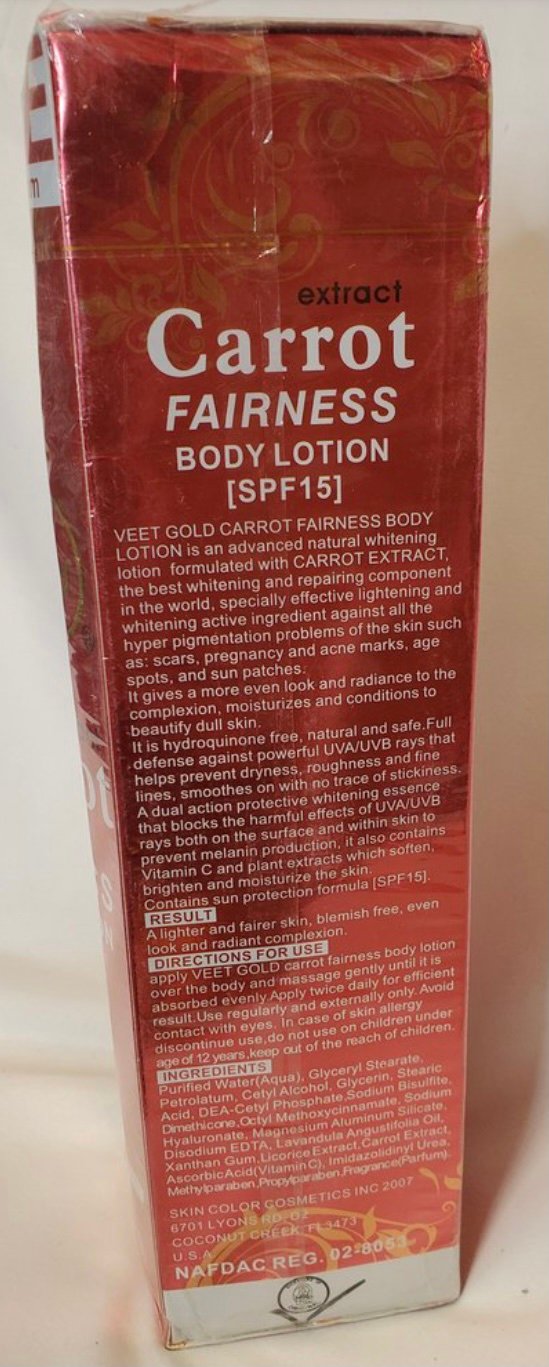 m
extract
Carrot
FAIRNESS
BODY LOTION
[SPF15]
VEET GOLD CARROT FAIRNESS BODY
LOTION is an advanced natural whitening
lotion formulated with CARROT EXTRACT,
the best whitening and repairing component
in the world, specially effective lightening and
whitening active ingredient against all the
hyper pigmentation problems of the skin such
as: scars, pregnancy and acne marks, age
spots, and sun patches.
It gives a more even look and radiance to the
complexion, moisturizes and conditions to
beautify dull skin.
It is hydroquinone free, natural and safe.Full
defense against powerful UVA/UVB rays that
helps prevent dryness, roughness and fine
lines, smoothes on with no trace of stickiness.
A dual action protective whitening essence
that blocks the harmful effects of UVA/UVB
rays both on the surface and within skin to
prevent melanin production, it also contains
Vitamin C and plant extracts which soften,
brighten and moisturize the skin.
Contains sun protection formula [SPF15].
RESULT
A lighter and fairer skin, blemish free, even
look and radiant complexion.
DIRECTIONS FOR USE
apply VEET GOLD carrot fairness body lotion
over the body and massage gently until it is
absorbed evenly.Apply twice daily for efficient
result.Use regularly and externally only. Avoid
contact with eyes. In case of skin allergy
discontinue use,do not use on children under
age of 12 years,keep out of the reach of children.
INGREDIENTS
Purified Water(Aqua), Glyceryl Stearate,
Petrolatum, Cetyl Alcohol, Glycerin, Stearic
Acid, DEA-Cetyl Phosphate,Sodium Bisulfite,
Dimethicone,Octyl Methoxycinnamate, Sodium
Hyaluronate, Magnesium Aluminum Silicate,
Disodium EDTA, Lavandula Angustifolia Oil,
Xanthan Gum,Licorice Extract,Carrot Extract,
AscorbicAcid(VitaminC), Imidazolidinyl Urea,
Methylparaben,Propylparaben,Fragrance(Parfum).
SKIN COLOR COSMETICS INC 2007
6701 LYONS RD, 02
COCONUT CREEK FL3473
U.S.A
NAFDAC REG. 02-8053